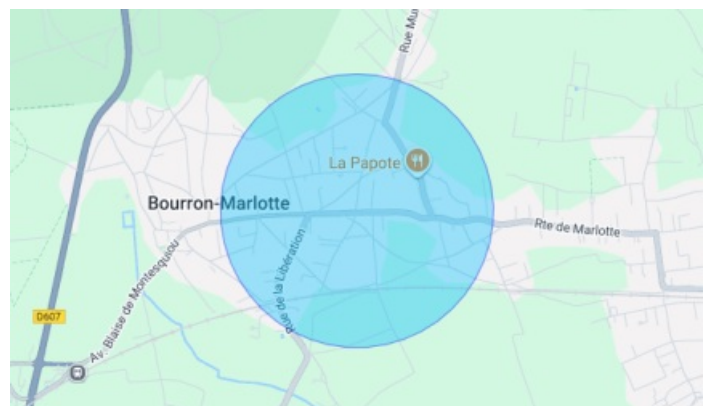 Rue Mu
La Papote
Bourron-Marlotte
Rte de Marlotte
Rue de la Libération
Av. Blaise de Montesquiou
D607